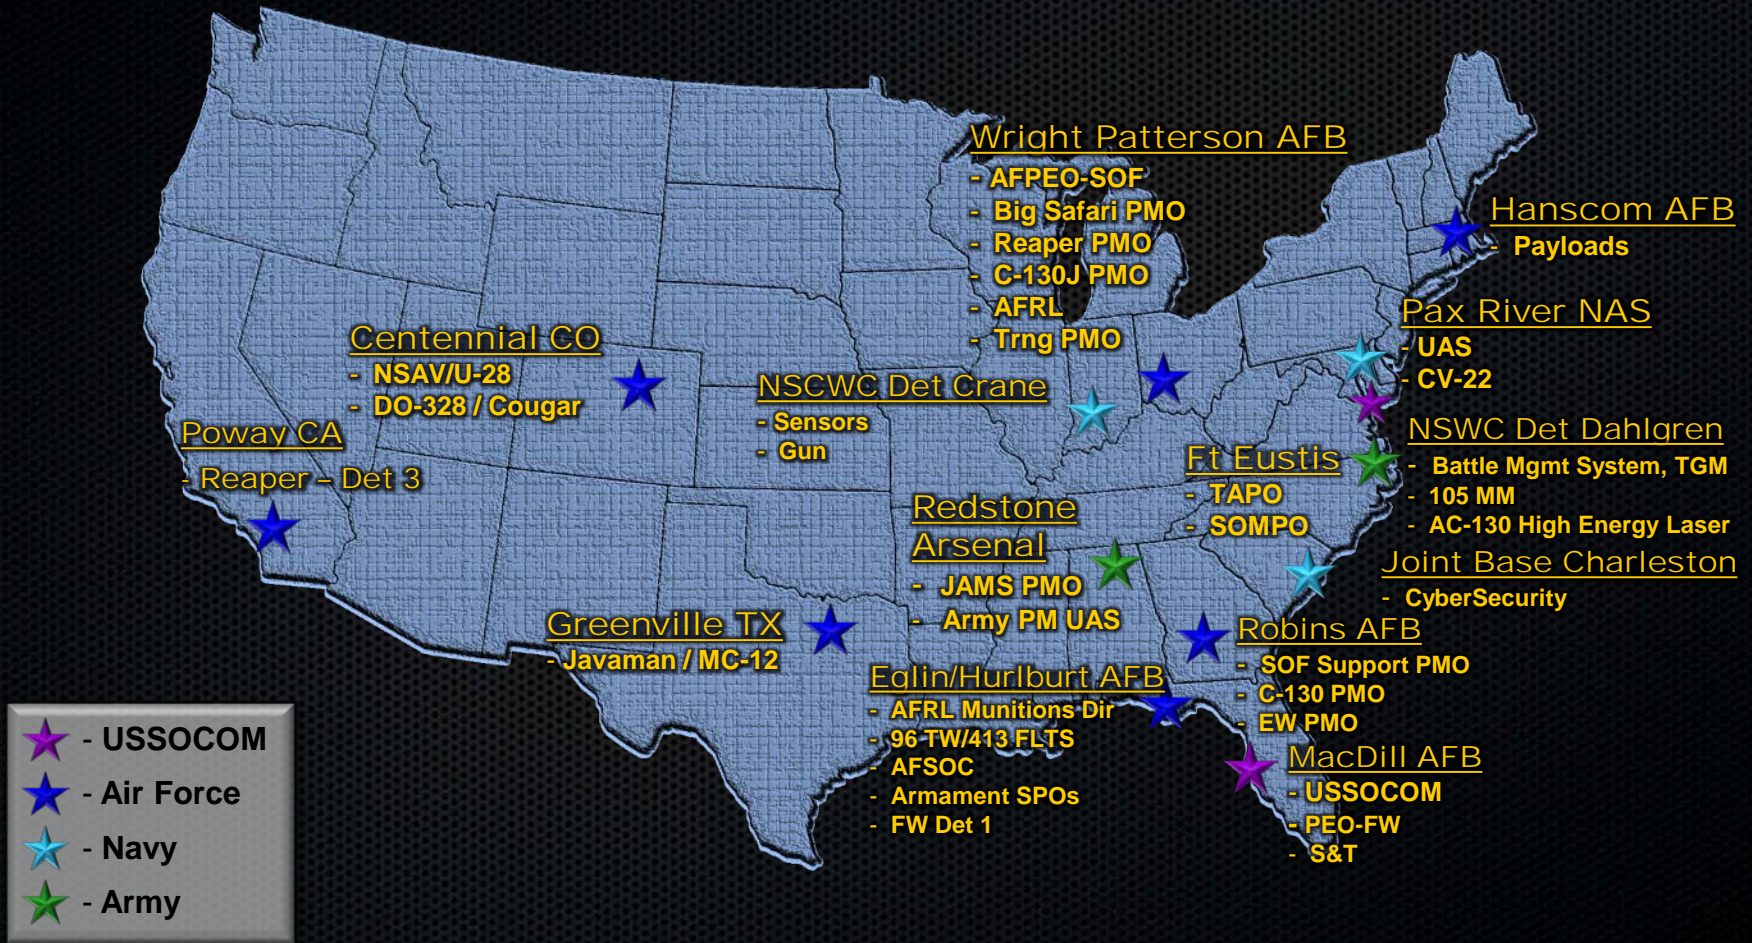 Wright Patterson AFB
- AFPEO-SOF
- Big Safari PMO
- Reaper PMO
- C-130J PMO
- AFRL
- Trng PMO
Hanscom AFB
- Payloads
Pax River NAS
- UAS
- CV-22
Centennial CO
- NSAV/U-28
- DO-328 / Cougar
NSCWC Det Crane
- Sensors
- Gun
Poway CA
- Reaper – Det 3
NSWC Det Dahlgren
- Battle Mgmt System, TGM
- 105 MM
- AC-130 High Energy Laser
Ft Eustis
- TAPO
- SOMPO
Redstone
Arsenal
- JAMS PMO
- Army PM UAS
Joint Base Charleston
- CyberSecurity
Greenville TX
- Javaman / MC-12
Robins AFB
- SOF Support PMO
- C-130 PMO
- EW PMO
Eglin/Hurlburt AFB
- AFRL Munitions Dir
- 96 TW/413 FLTS
- AFSOC
- Armament SPOs
- FW Det 1
MacDill AFB
- USSOCOM
- PEO-FW
- S&T
- USSOCOM
- Air Force
- Navy
- Army